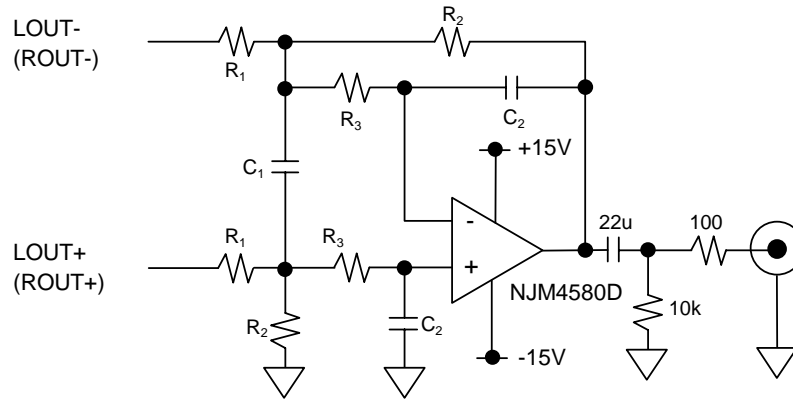 LOUT-
(ROUT-)
R₁
R₂
R₃
C₂
C₁
+15V
-
+
NJM4580D
-15V
22u
100
10k
LOUT+
(ROUT+)
R₁
R₃
R₂
C₂